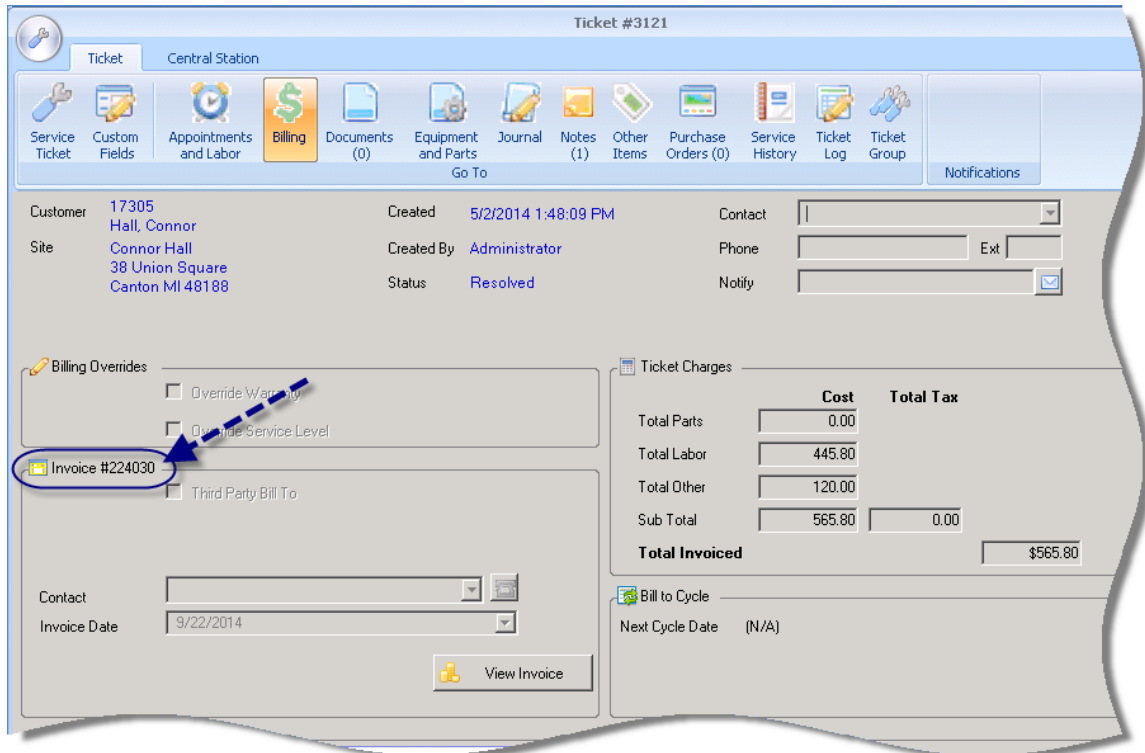 Ticket #3121
Ticket Central Station
Service Ticket
Custom Fields
Appointments and Labor
Billing
Documents (0)
Equipment and Parts
Journal
Notes (1)
Other Items
Purchase Orders (0)
Service History
Ticket Log
Ticket Group
Go To
Notifications
Customer 17305
Hall, Connor
Site Connor Hall
38 Union Square
Canton MI 48188
Created 5/2/2014 1:48:09 PM
Created By Administrator
Status Resolved
Contact
Phone Ext
Notify
Billing Overrides
Override Warranty
Override Service Level
Invoice #224030
Third Party Bill To
Contact
Invoice Date 9/22/2014
View Invoice
Ticket Charges
Cost Total Tax
Total Parts 0.00
Total Labor 445.80
Total Other 120.00
Sub Total 565.80 0.00
Total Invoiced $565.80
Bill to Cycle
Next Cycle Date (N/A)